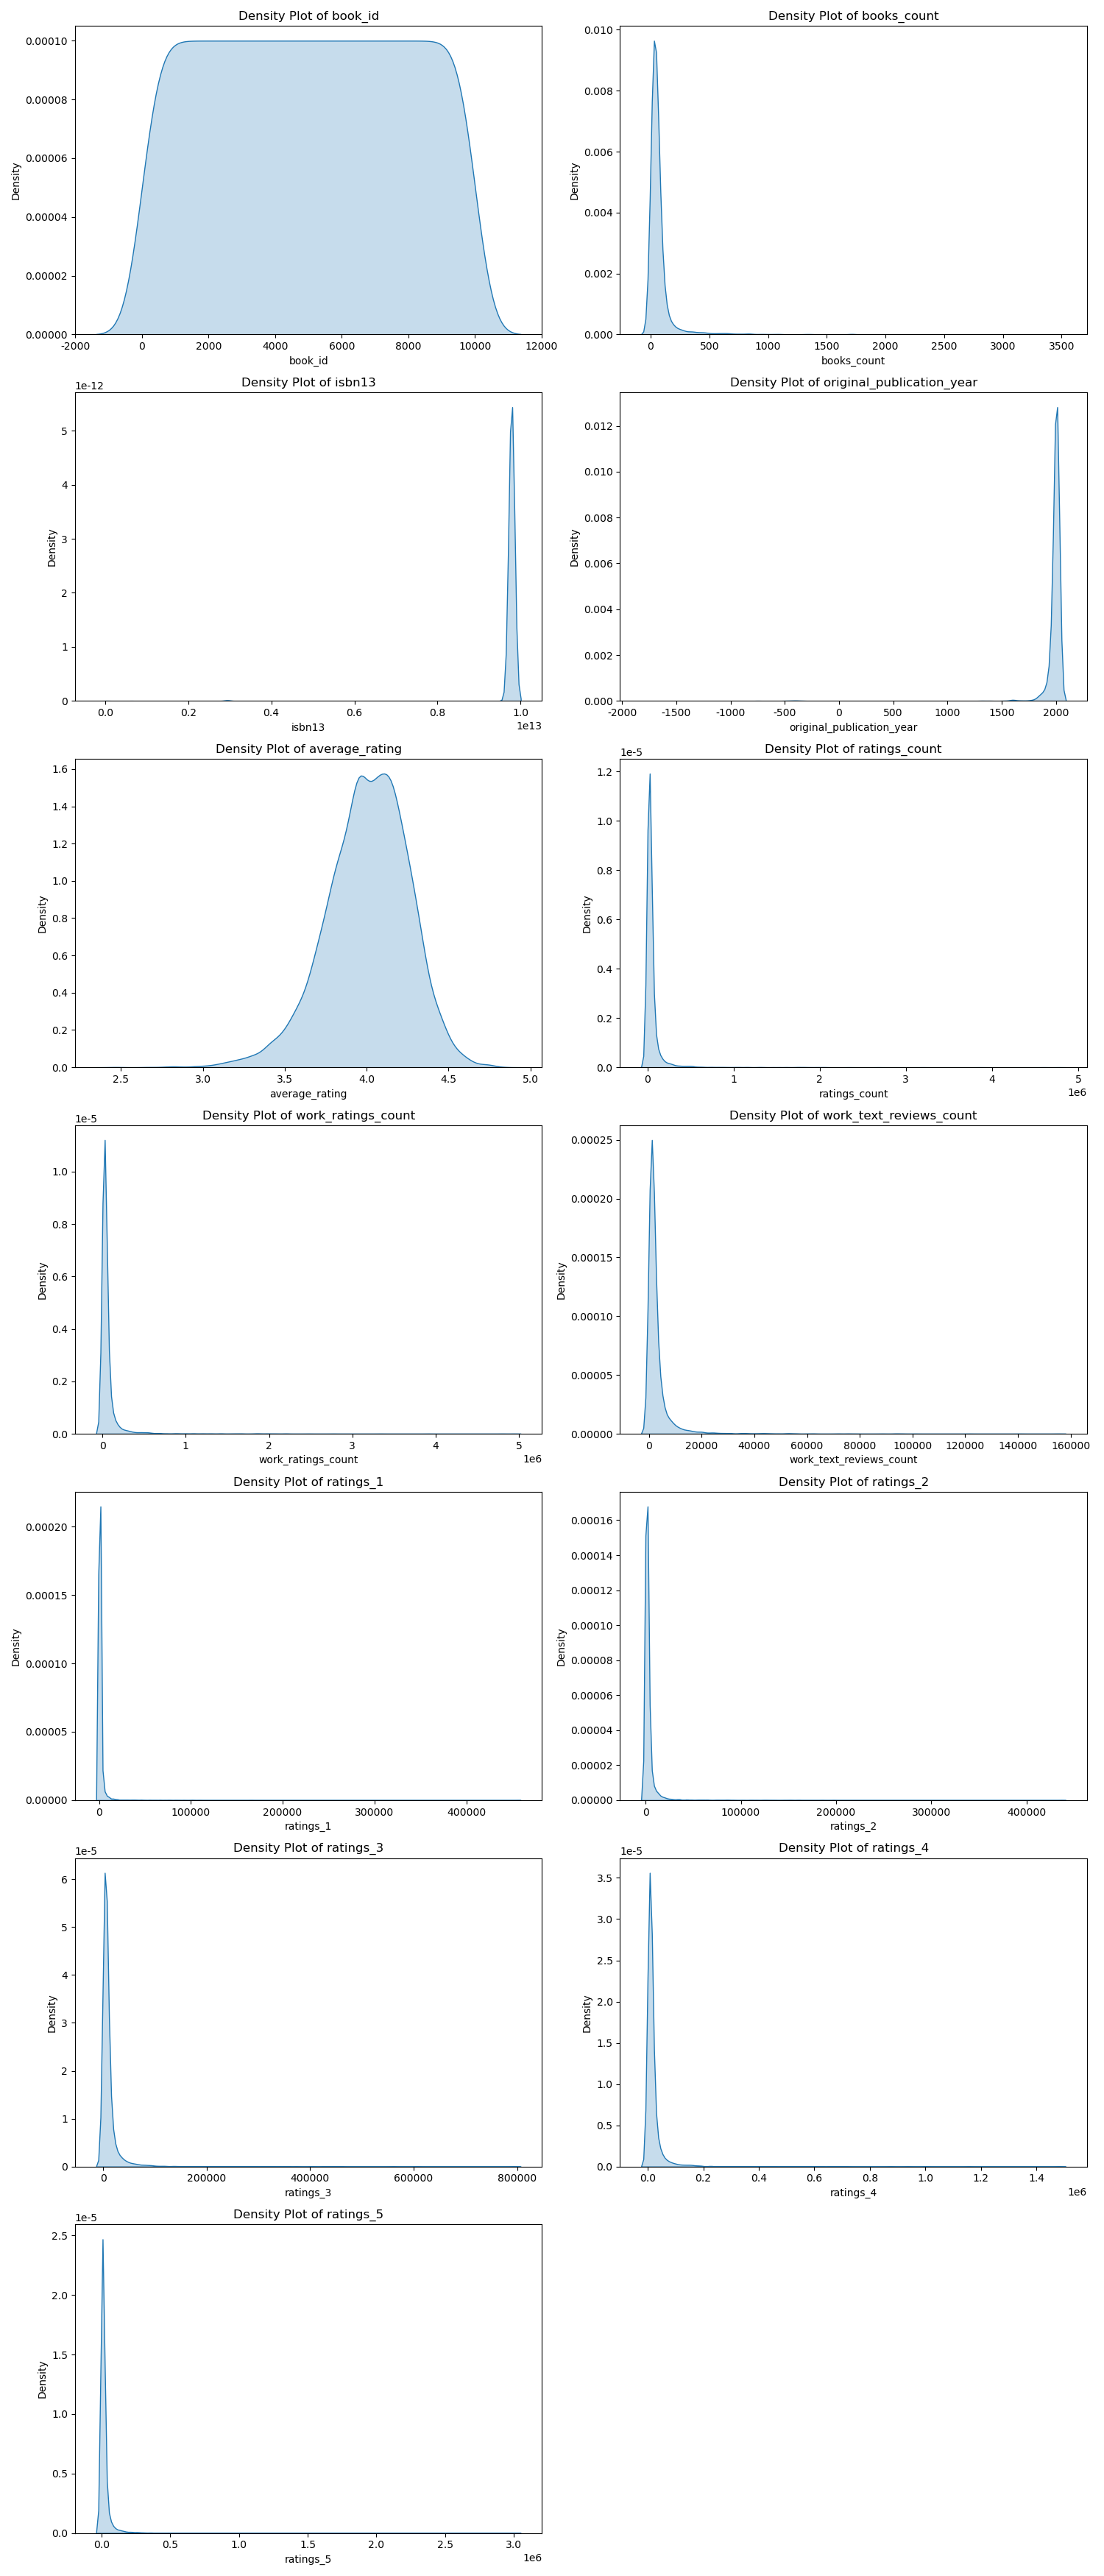 Density Plot of book_id
0.00010
0.00008
0.00006
0.00004
0.00002
0.00000
Density
-2000 0 2000 4000 6000 8000 10000 12000
book_id
Density Plot of books_count
0.010
0.008
0.006
0.004
0.002
0.000
Density
0 500 1000 1500 2000 2500 3000 3500
books_count
Density Plot of isbn13
1e-12
5
4
3
2
1
0
Density
0.0 0.2 0.4 0.6 0.8 1.0
isbn13
1e13
Density Plot of original_publication_year
0.012
0.010
0.008
0.006
0.004
0.002
0.000
Density
-2000 -1500 -1000 -500 0 500 1000 1500 2000
original_publication_year
Density Plot of average_rating
1.6
1.4
1.2
1.0
0.8
0.6
0.4
0.2
0.0
Density
2.5 3.0 3.5 4.0 4.5 5.0
average_rating
Density Plot of ratings_count
1e-5
1.2
1.0
0.8
0.6
0.4
0.2
0.0
Density
0 1 2 3 4 5
ratings_count
1e6
Density Plot of work_ratings_count
1e-5
1.0
0.8
0.6
0.4
0.2
0.0
Density
0 1 2 3 4 5
work_ratings_count
1e6
Density Plot of work_text_reviews_count
0.00025
0.00020
0.00015
0.00010
0.00005
0.00000
Density
0 20000 40000 60000 80000 100000 120000 140000 160000
work_text_reviews_count
Density Plot of ratings_1
0.00020
0.00015
0.00010
0.00005
0.00000
Density
0 100000 200000 300000 400000
ratings_1
Density Plot of ratings_2
0.00016
0.00014
0.00012
0.00010
0.00008
0.00006
0.00004
0.00002
0.00000
Density
0 100000 200000 300000 400000
ratings_2
Density Plot of ratings_3
1e-5
6
5
4
3
2
1
0
Density
0 200000 400000 600000 800000
ratings_3
Density Plot of ratings_4
1e-5
3.5
3.0
2.5
2.0
1.5
1.0
0.5
0.0
Density
0.0 0.2 0.4 0.6 0.8 1.0 1.2 1.4
ratings_4
1e6
Density Plot of ratings_5
1e-5
2.5
2.0
1.5
1.0
0.5
0.0
Density
0.0 0.5 1.0 1.5 2.0 2.5 3.0
ratings_5
1e6